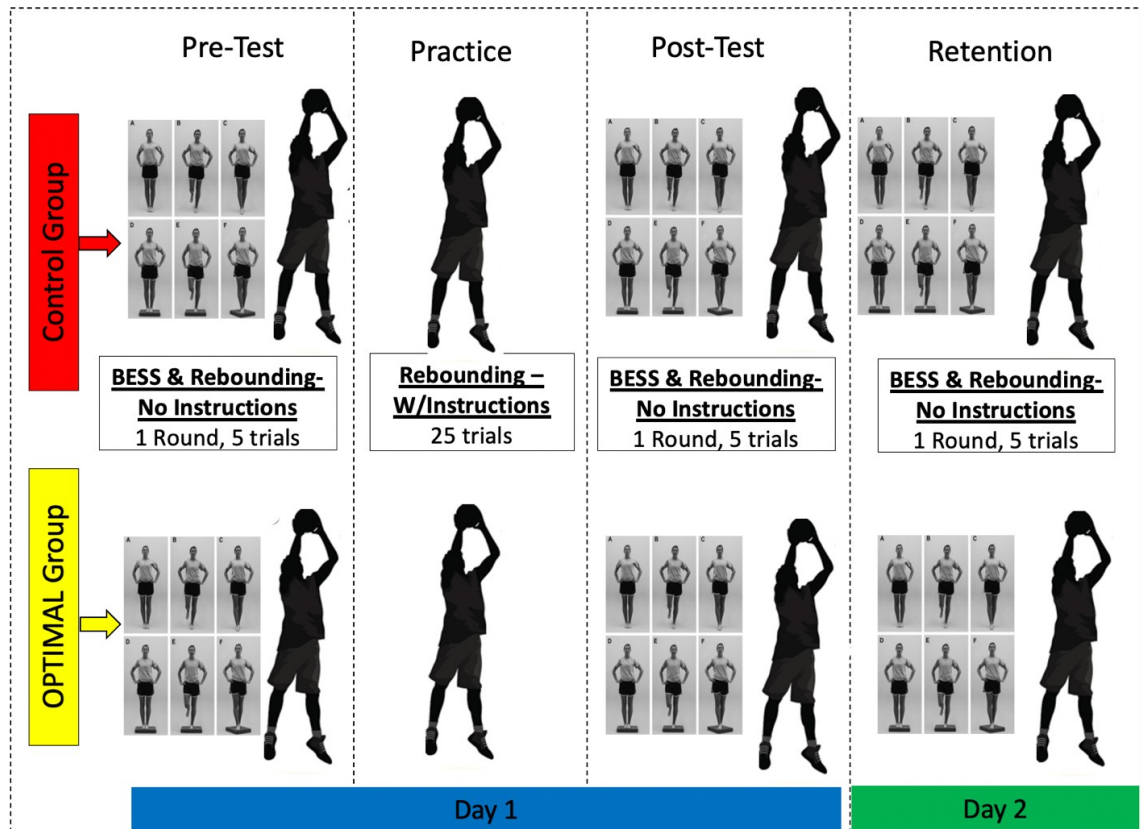 Pre-Test
Practice
Post-Test
Retention
Control Group
A B C
D E F
A B C
D E F
A B C
D E F
BESS & Rebounding-
No Instructions
1 Round, 5 trials
Rebounding –
W/Instructions
25 trials
BESS & Rebounding-
No Instructions
1 Round, 5 trials
BESS & Rebounding-
No Instructions
1 Round, 5 trials
OPTIMAL Group
A B C
D E F
A B C
D E F
A B C
D E F
Day 1
Day 2